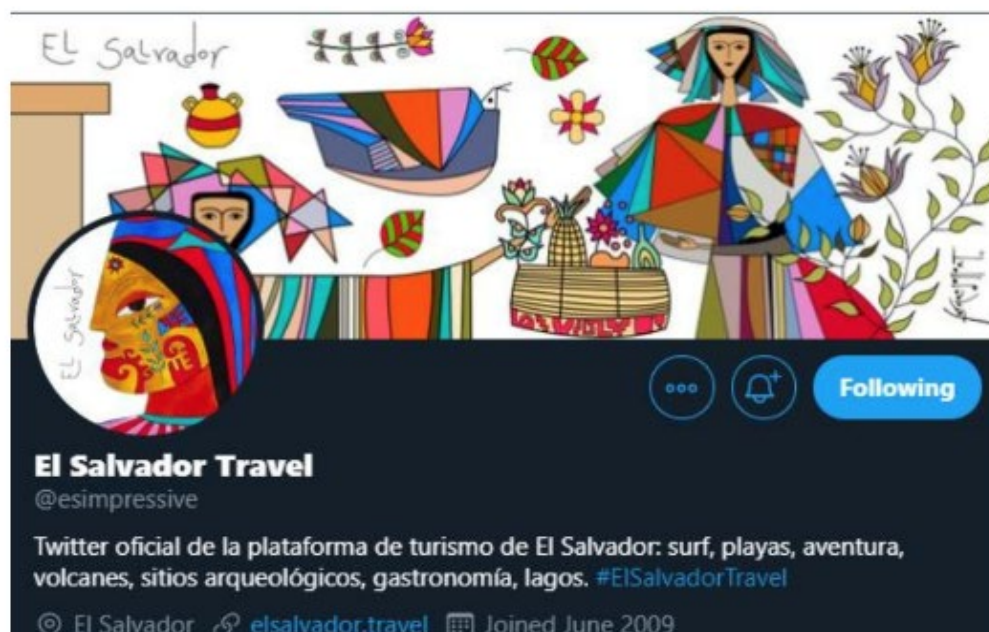 EL Salvador
EL Salvador
Following
El Salvador Travel
@esimpressive
Twitter oficial de la plataforma de turismo de El Salvador: surf, playas, aventura,
volcanes, sitios arqueológicos, gastronomía, lagos. #ElSalvadorTravel
El Salvador elsalvador.travel Joined June 2009